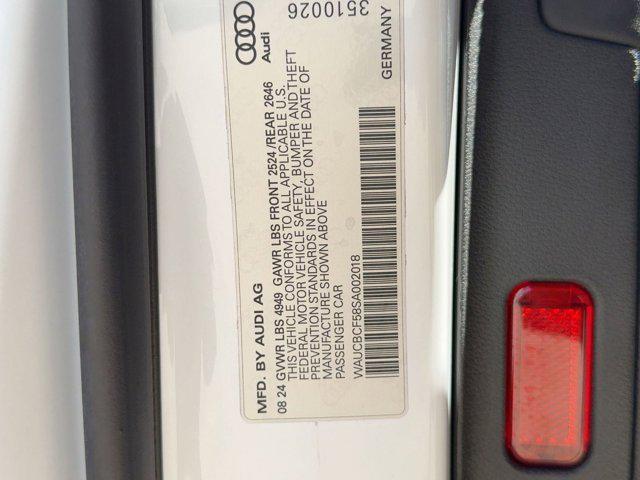 MFD. BY AUDI AG
Audi
08 24 GVWR LBS 4949 GAWR LBS FRONT 2524 /REAR 2646
THIS VEHICLE CONFORMS TO ALL APPLICABLE U.S.
FEDERAL MOTOR VEHICLE SAFETY, BUMPER AND THEFT
PREVENTION STANDARDS IN EFFECT ON THE DATE OF
MANUFACTURE SHOWN ABOVE
3510026
PASSENGER CAR
WAUCBCF58SA002018
GERMANY